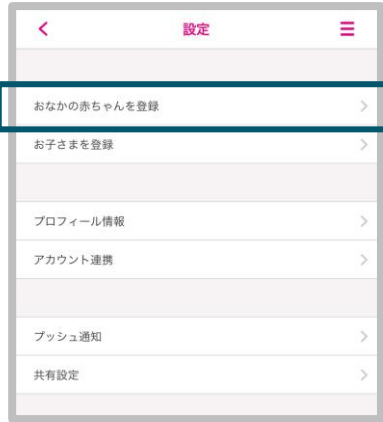 設定
おなかの赤ちゃんを登録
お子さまを登録
プロフィール情報
アカウント連携
プッシュ通知
共有設定